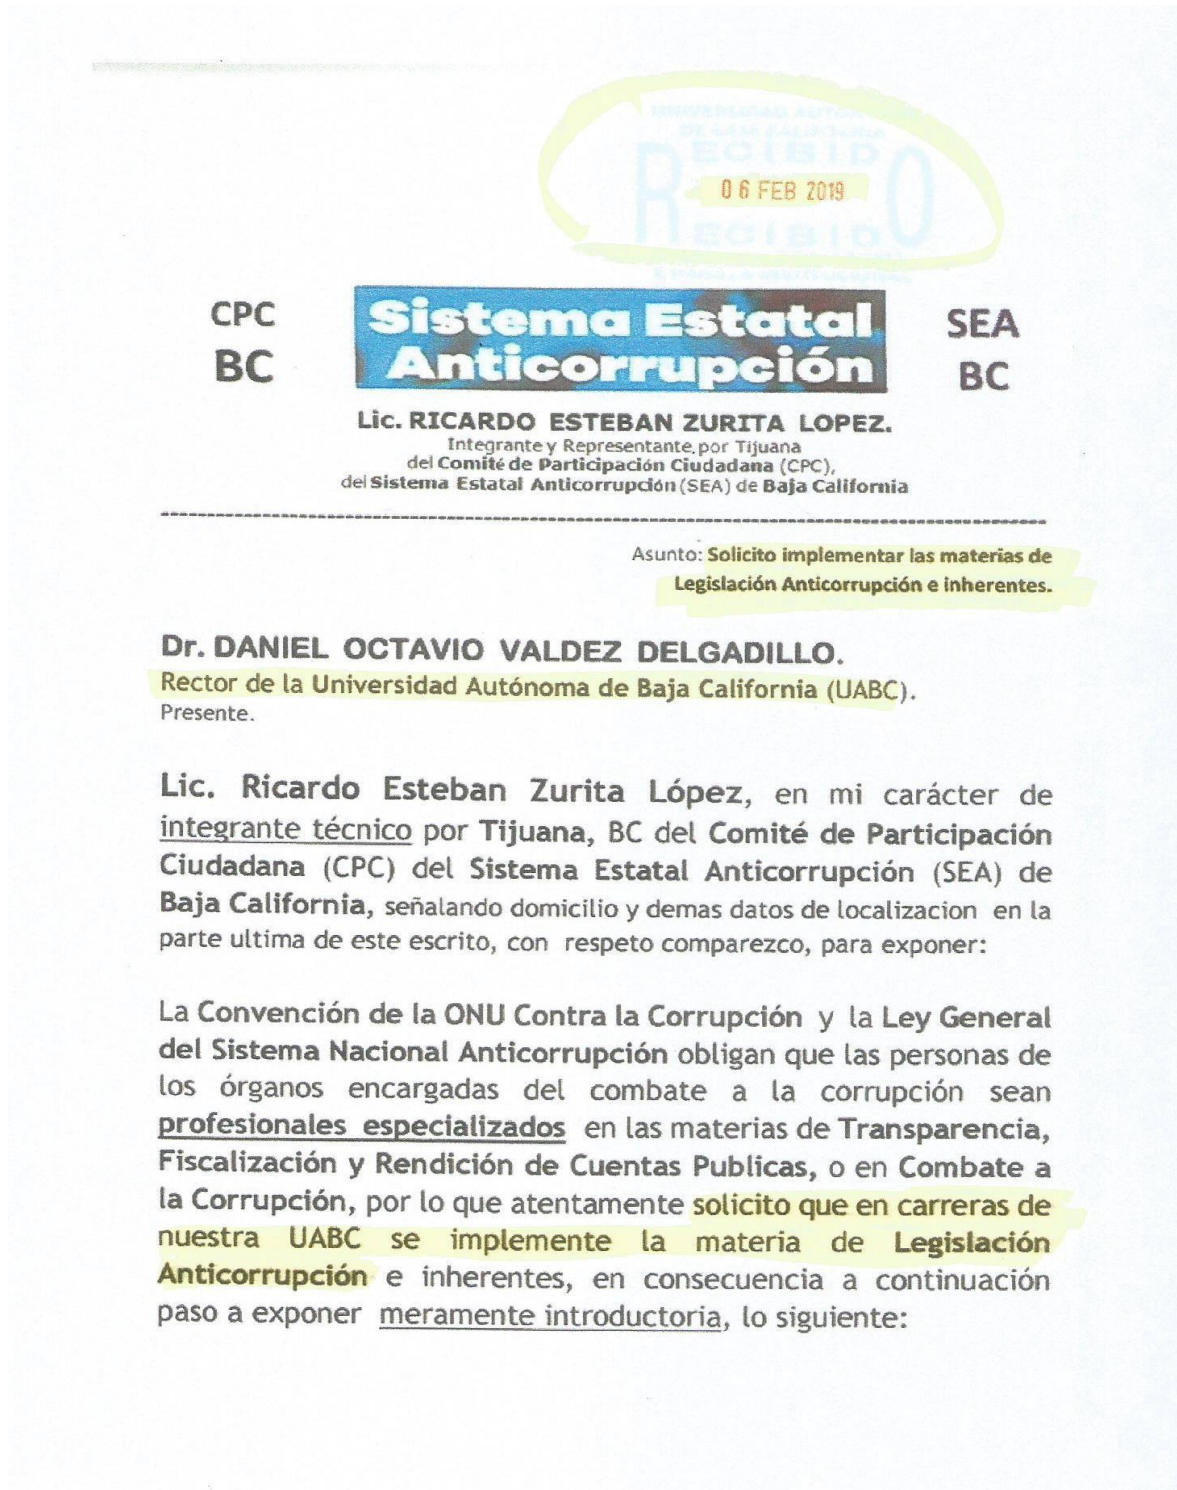 UNIVERSIDAD AUTONOMA
DE BAJA CALIFORNIA
RECIBIDO
06 FEB 2019
RECIBIDO
CPC
BC
Sistema Estatal
Anticorrupción
SEA
BC
Lic. RICARDO ESTEBAN ZURITA LOPEZ.
Integrante y Representante por Tijuana
del Comité de Participación Ciudadana (CPC),
del Sistema Estatal Anticorrupción (SEA) de Baja California
Asunto: Solicito implementar las materias de
Legislación Anticorrupción e inherentes.
Dr. DANIEL OCTAVIO VALDEZ DELGADILLO.
Rector de la Universidad Autónoma de Baja California (UABC).
Presente.
Lic. Ricardo Esteban Zurita López, en mi carácter de
integrante técnico por Tijuana, BC del Comité de Participación
Ciudadana (CPC) del Sistema Estatal Anticorrupción (SEA) de
Baja California, señalando domicilio y demas datos de localizacion en la
parte ultima de este escrito, con respeto comparezco, para exponer:
La Convención de la ONU Contra la Corrupción y la Ley General
del Sistema Nacional Anticorrupción obligan que las personas de
los órganos encargadas del combate a la corrupción sean
profesionales especializados en las materias de Transparencia,
Fiscalización y Rendición de Cuentas Publicas, o en Combate a
la Corrupción, por lo que atentamente solicito que en carreras de
nuestra UABC se implemente la materia de Legislación
Anticorrupción e inherentes, en consecuencia a continuación
paso a exponer meramente introductoria, lo siguiente: